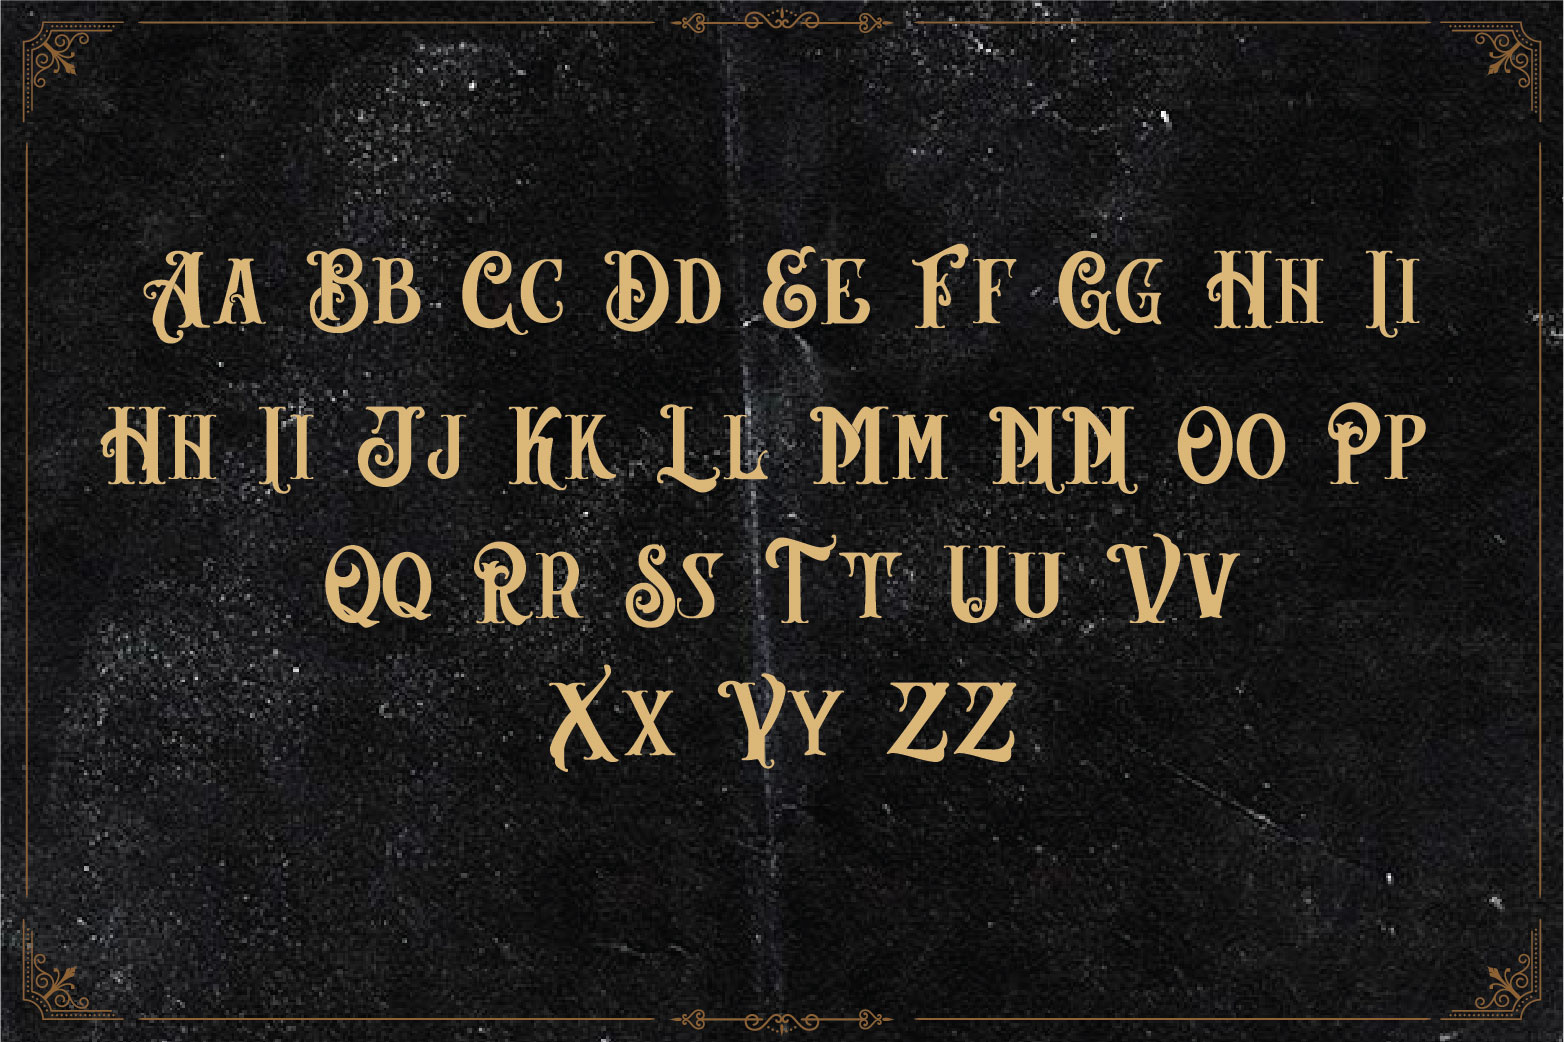 Aa Bb Cc Dd Ee Ff Gg Hh Ii
Hh Ii Jj Kk Ll Mm NN Oo Pp
Qq Rr Ss Tt Uu Vv
Xx Yy ZZ